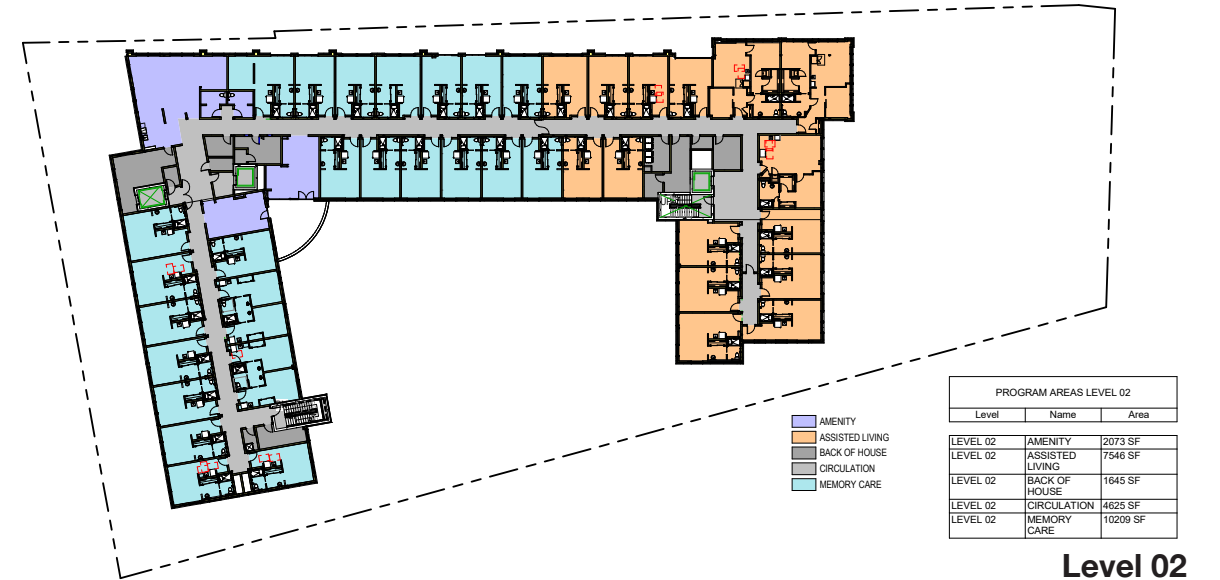 AMENITY
ASSISTED LIVING
BACK OF HOUSE
CIRCULATION
MEMORY CARE
PROGRAM AREAS LEVEL 02
Level Name Area
LEVEL 02 AMENITY 2073 SF
LEVEL 02 ASSISTED 7546 SF
LIVING
LEVEL 02 BACK OF 1645 SF
HOUSE
LEVEL 02 CIRCULATION 4625 SF
LEVEL 02 MEMORY 10209 SF
CARE
Level 02